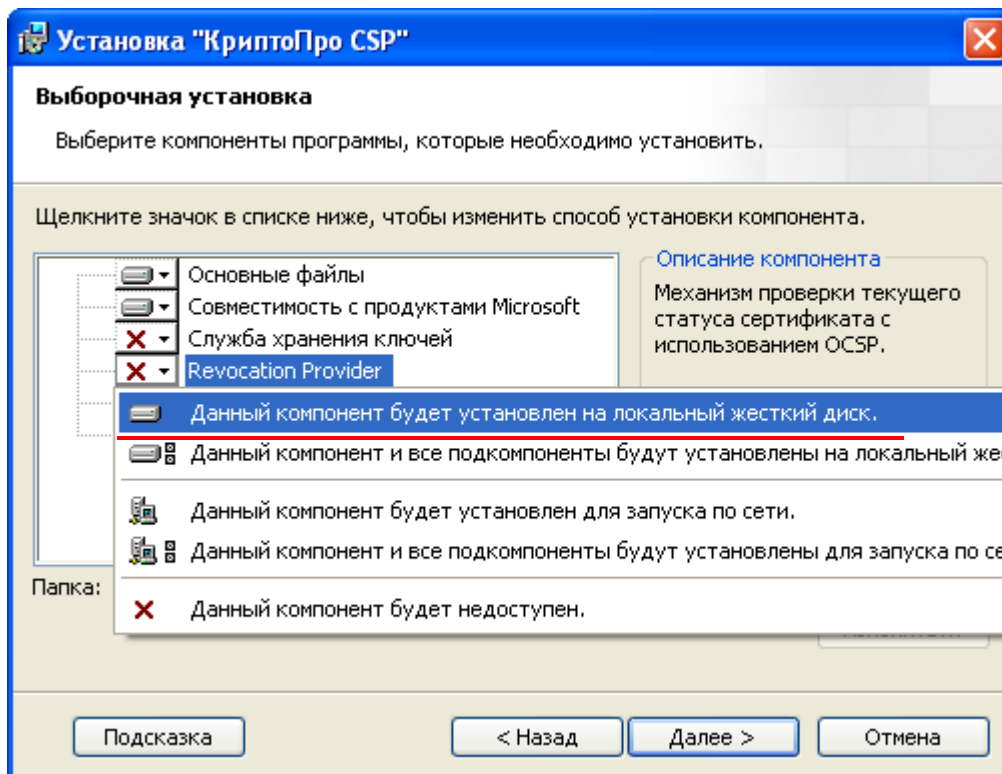 Установка "КриптоПро CSP"
Выборочная установка
Выберите компоненты программы, которые необходимо установить.
Щелкните значок в списке ниже, чтобы изменить способ установки компонента.
Основные файлы
Совместимость с продуктами Microsoft
Служба хранения ключей
Revocation Provider
Описание компонента
Механизм проверки текущего
статуса сертификата с
использованием OCSP.
Данный компонент будет установлен на локальный жесткий диск.
Данный компонент и все подкомпоненты будут установлены на локальный же
Данный компонент будет установлен для запуска по сети.
Данный компонент и все подкомпоненты будут установлены для запуска по се
Папка:
Данный компонент будет недоступен.
Подсказка
< Назад
Далее >
Отмена